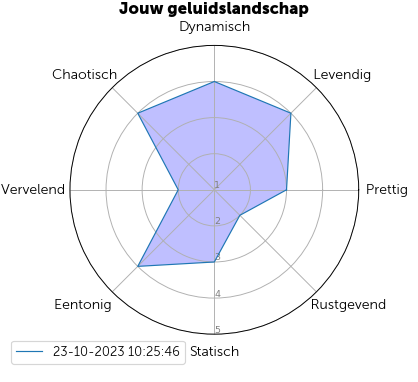 Jouw geluidslandschap
Dynamisch
Chaotisch
Levendig
Vervelend
1
Prettig
2
3
4
Eentonig
Rustgevend
5
23-10-2023 10:25:46
Statisch